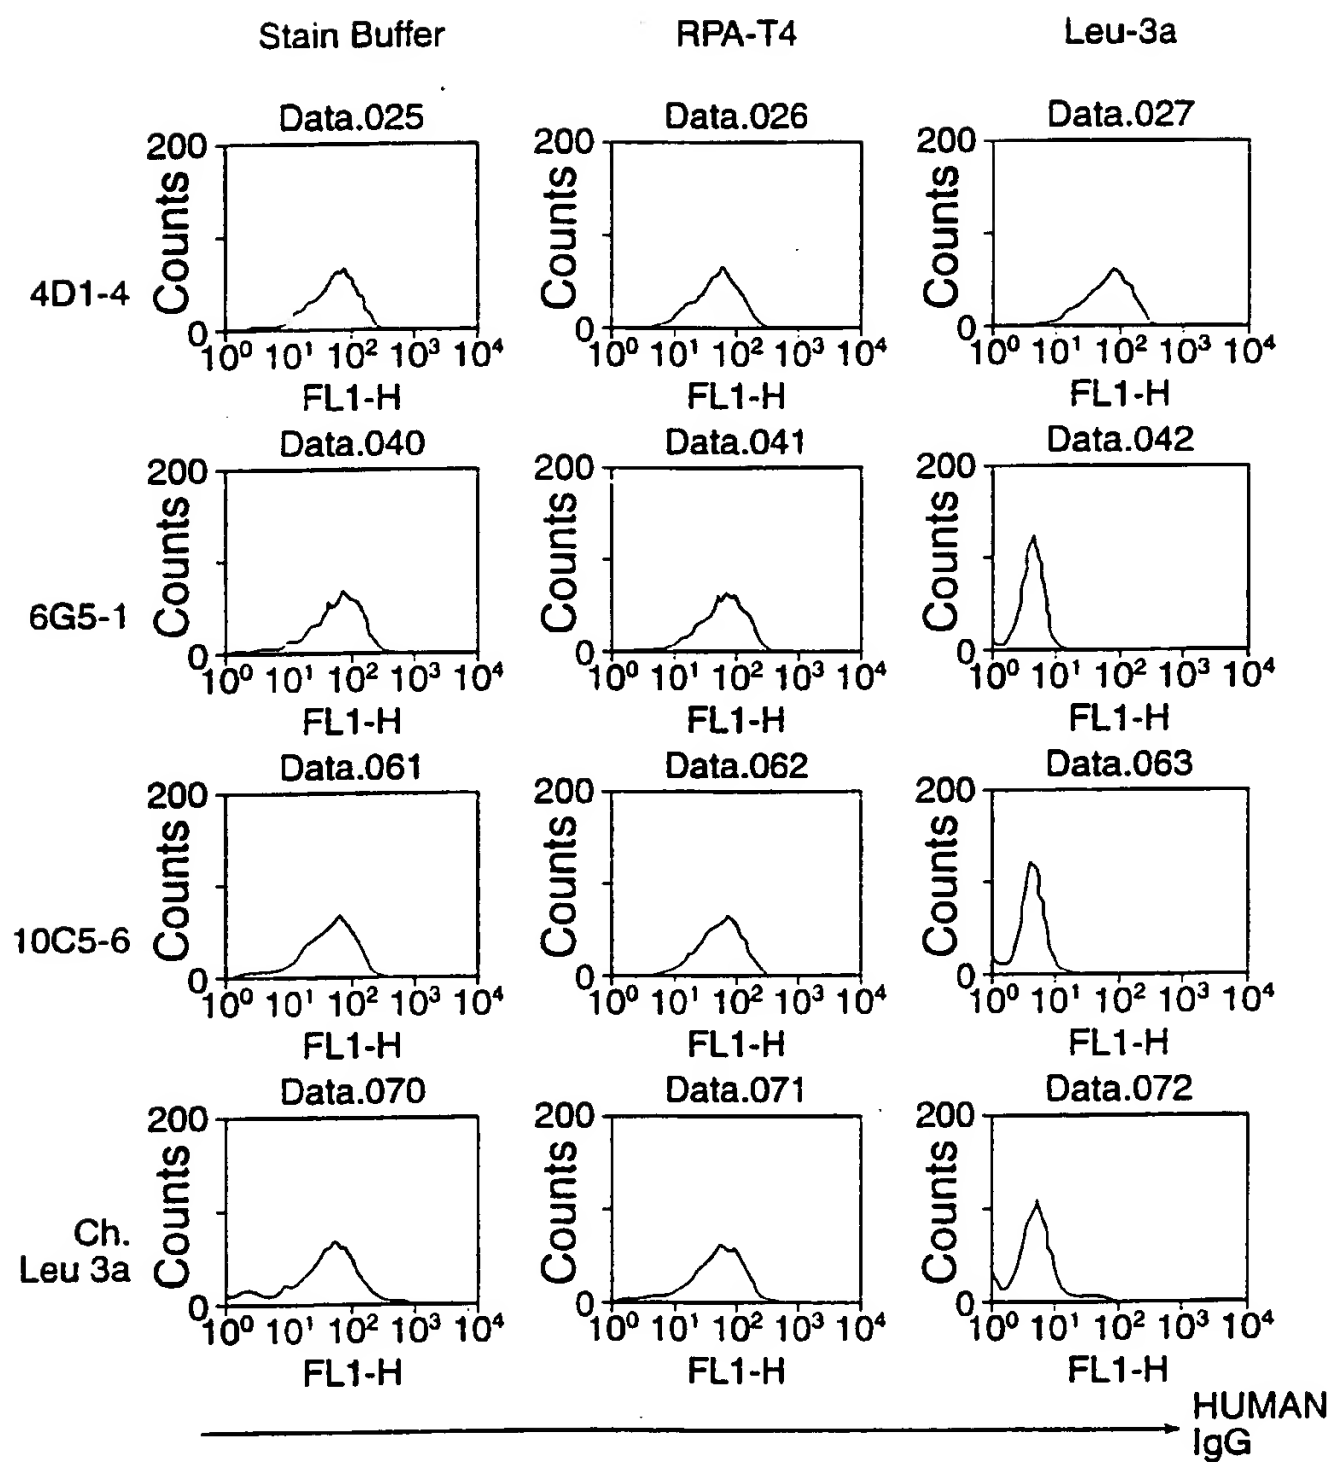 Stain Buffer RPA-T4 Leu-3a
Data.025 Data.026 Data.027
200 200 200
Counts Counts Counts
4D1-4
0 0 0
10⁰ 10¹ 10² 10³ 10⁴ 10⁰ 10¹ 10² 10³ 10⁴ 10⁰ 10¹ 10² 10³ 10⁴
FL1-H FL1-H FL1-H
Data.040 Data.041 Data.042
200 200 200
Counts Counts Counts
6G5-1
0 0 0
10⁰ 10¹ 10² 10³ 10⁴ 10⁰ 10¹ 10² 10³ 10⁴ 10⁰ 10¹ 10² 10³ 10⁴
FL1-H FL1-H FL1-H
Data.061 Data.062 Data.063
200 200 200
Counts Counts Counts
10C5-6
0 0 0
10⁰ 10¹ 10² 10³ 10⁴ 10⁰ 10¹ 10² 10³ 10⁴ 10⁰ 10¹ 10² 10³ 10⁴
FL1-H FL1-H FL1-H
Data.070 Data.071 Data.072
200 200 200
Counts Counts Counts
Ch.
Leu 3a
0 0 0
10⁰ 10¹ 10² 10³ 10⁴ 10⁰ 10¹ 10² 10³ 10⁴ 10⁰ 10¹ 10² 10³ 10⁴
FL1-H FL1-H FL1-H
HUMAN
IgG